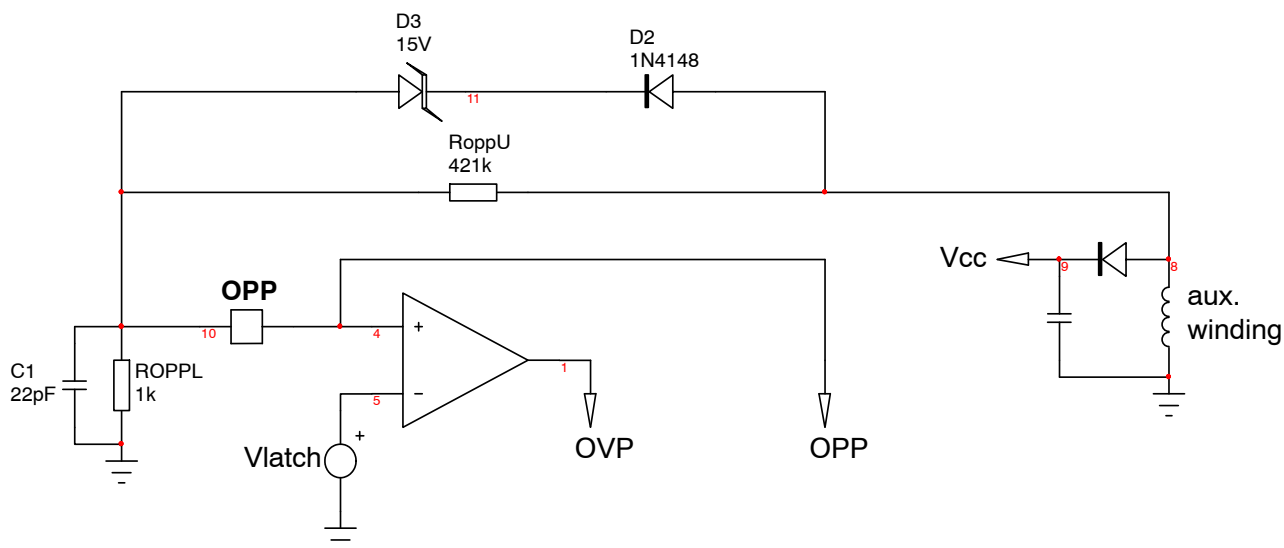 D3
15V
D2
1N4148
11
RoppU
421k
Vcc
9
8
aux.
winding
OPP
10
4
+
C1
22pF
ROPPL
1k
1
5
−
+
Vlatch
OVP
OPP